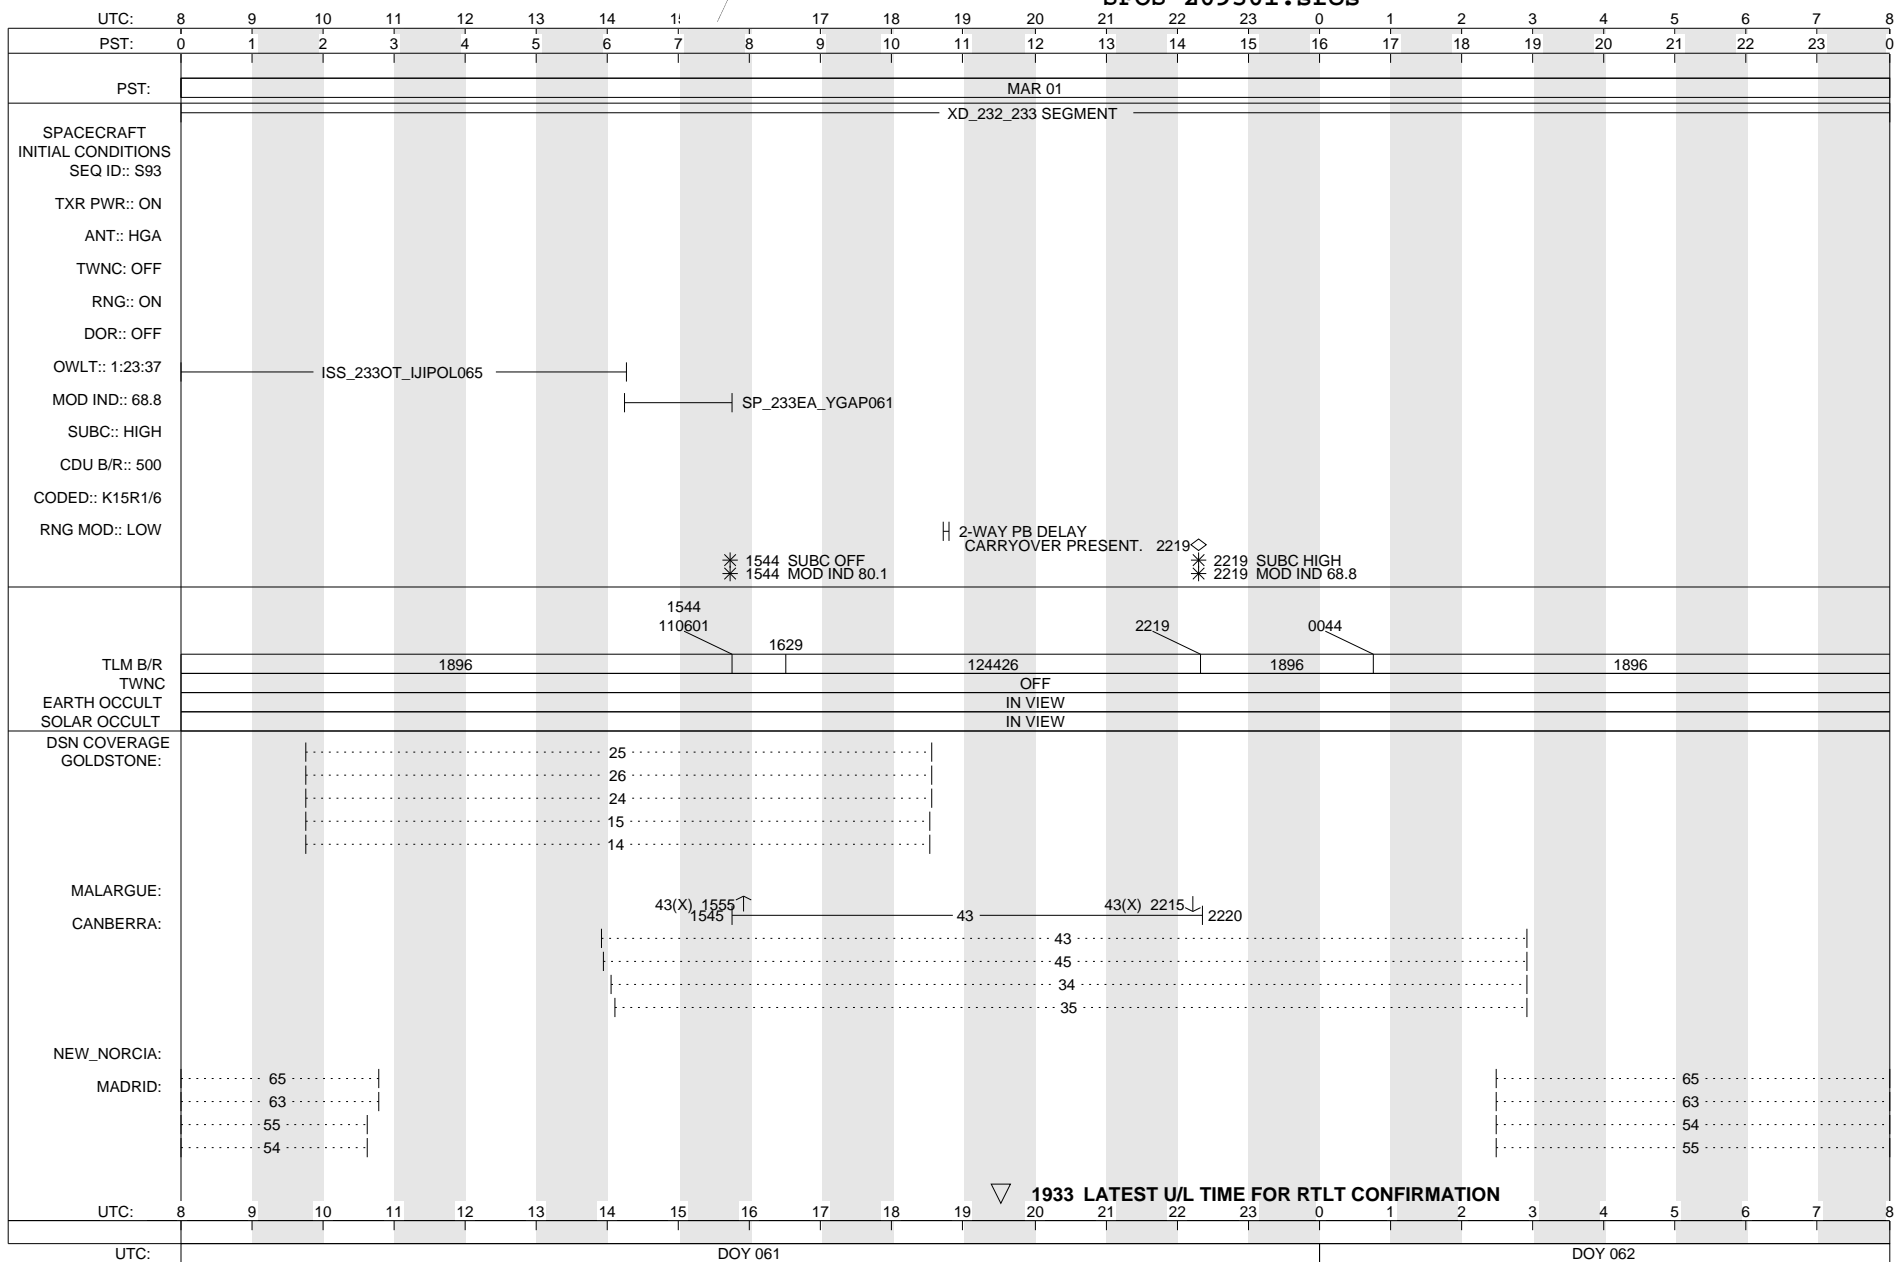 UTC: 8 9 10 11 12 13 14 17 18 19 20 21 22 23 0 1 2 3 4 5 6 7 8
PST: 0 1 2 3 4 5 6 7 8 9 10 11 12 13 14 15 16 17 18 19 20 21 22 23 0
PST: MAR 01
XD_232_233 SEGMENT
SPACECRAFT
INITIAL CONDITIONS
SEQ ID:: S93
TXR PWR:: ON
ANT:: HGA
TWNC: OFF
RNG:: ON
DOR:: OFF
OWLT:: 1:23:37
ISS_233OT_IJIPOL065
MOD IND:: 68.8
SP_233EA_YGAP061
SUBC:: HIGH
CDU B/R:: 500
CODED:: K15R1/6
RNG MOD:: LOW
2-WAY PB DELAY
CARRYOVER PRESENT. 2219
1544 SUBC OFF 2219 SUBC HIGH
1544 MOD IND 80.1 2219 MOD IND 68.8
1544
110601 2219 0044
1629
TLM B/R 1896 124426 1896 1896
TWNC OFF
EARTH OCCULT IN VIEW
SOLAR OCCULT IN VIEW
DSN COVERAGE
GOLDSTONE:
25
26
24
15
14
MALARGUE:
43(X) 1555 43(X) 2215
CANBERRA: 1545 43 2220
43
45
34
35
NEW_NORCIA:
MADRID:
65 65
63 63
55 54
54 55
1933 LATEST U/L TIME FOR RTLT CONFIRMATION
UTC: 8 9 10 11 12 13 14 15 16 17 18 19 20 21 22 23 0 1 2 3 4 5 6 7 8
UTC: DOY 061 DOY 062